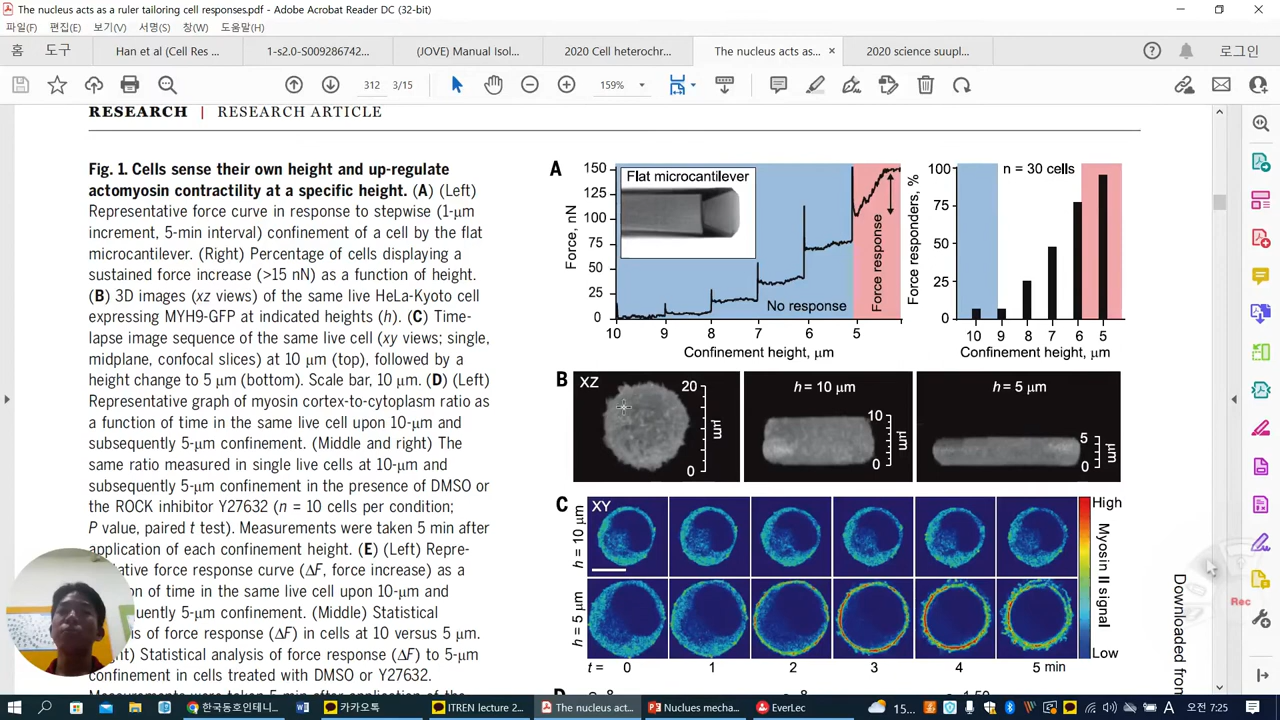 The nucleus acts as a ruler tailoring cell responses.pdf - Adobe Acrobat Reader DC (32-bit)
파일(F) 편집(E) 보기(V) 서명(S) 창(W) 도움말(H)
홈 도구 Han et al (Cell Res ... 1-s2.0-S009286742... (JOVE) Manual Isol... 2020 Cell heterochr... The nucleus acts as... × 2020 science suupl... 로그인
312 3/15 159%
RESEARCH | RESEARCH ARTICLE
Fig. 1. Cells sense their own height and up-regulate
actomyosin contractility at a specific height. (A) (Left)
Representative force curve in response to stepwise (1-μm
increment, 5-min interval) confinement of a cell by the flat
microcantilever. (Right) Percentage of cells displaying a
sustained force increase (>15 nN) as a function of height.
(B) 3D images (xz views) of the same live HeLa-Kyoto cell
expressing MYH9-GFP at indicated heights (h). (C) Time-
lapse image sequence of the same live cell (xy views; single,
midplane, confocal slices) at 10 μm (top), followed by a
height change to 5 μm (bottom). Scale bar, 10 μm. (D) (Left)
Representative graph of myosin cortex-to-cytoplasm ratio as
a function of time in the same live cell upon 10-μm and
subsequently 5-μm confinement. (Middle and right) The
same ratio measured in single live cells at 10-μm and
subsequently 5-μm confinement in the presence of DMSO or
the ROCK inhibitor Y27632 (n = 10 cells per condition;
P value, paired t test). Measurements were taken 5 min after
application of each confinement height. (E) (Left) Repre-
tative force response curve (ΔF, force increase) as a
on of time in the same live cell upon 10-μm and
quently 5-μm confinement. (Middle) Statistical
is of force response (ΔF) in cells at 10 versus 5 μm.
Statistical analysis of force response (ΔF) to 5-μm
confinement in cells treated with DMSO or Y27632.
A
Force, nN
150
125
100
75
50
25
0
Flat microcantilever
No response
Force response
10 9 8 7 6 5
Confinement height, μm
Force responders, %
100
75
50
25
0
n = 30 cells
10 9 8 7 6 5
Confinement height, μm
B
XZ
20
μm
0
h = 10 μm
10
μm
0
h = 5 μm
5
μm
0
C
XY
h = 10 μm
h = 5 μm
t = 0 1 2 3 4 5 min
High
Myosin II signal
Low
Downloaded from
Rec
한국동호인테니... 카카오톡 ITREN lecture 2... The nucleus act... Nuclues mecha... EverLec 15... A 오전 7:25